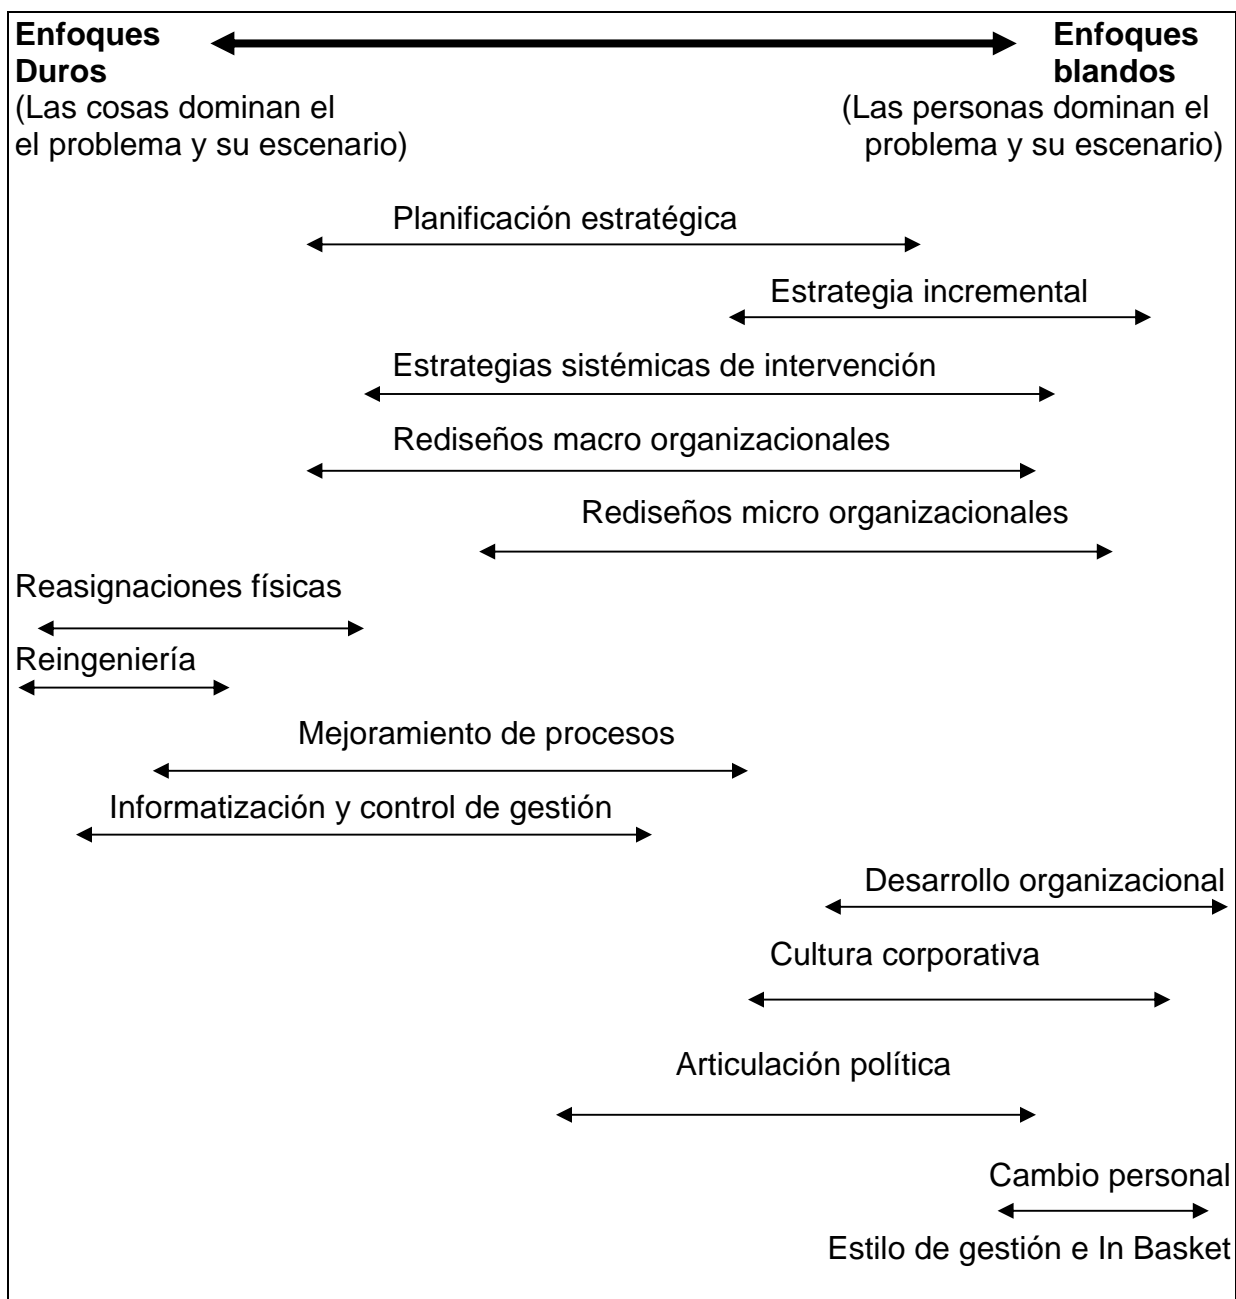 Enfoques Enfoques
Duros blandos
(Las cosas dominan el (Las personas dominan el
el problema y su escenario) problema y su escenario)
Planificación estratégica
Estrategia incremental
Estrategias sistémicas de intervención
Rediseños macro organizacionales
Rediseños micro organizacionales
Reasignaciones físicas
Reingeniería
Mejoramiento de procesos
Informatización y control de gestión
Desarrollo organizacional
Cultura corporativa
Articulación política
Cambio personal
Estilo de gestión e In Basket